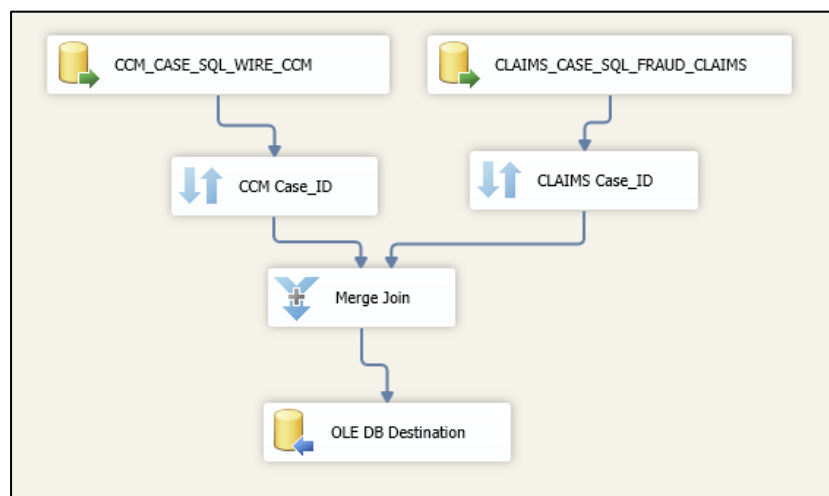 CCM_CASE_SQL_WIRE_CCM
CLAIMS_CASE_SQL_FRAUD_CLAIMS
CCM Case_ID
CLAIMS Case_ID
Merge Join
OLE DB Destination